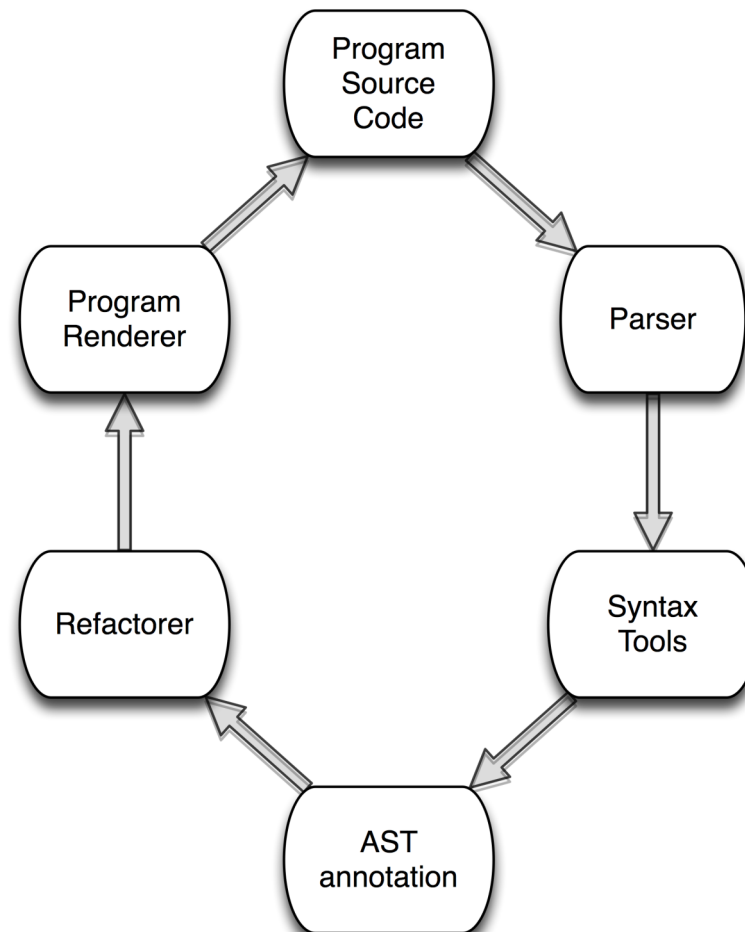 Program
Source
Code
Program
Renderer
Parser
Refactorer
Syntax
Tools
AST
annotation